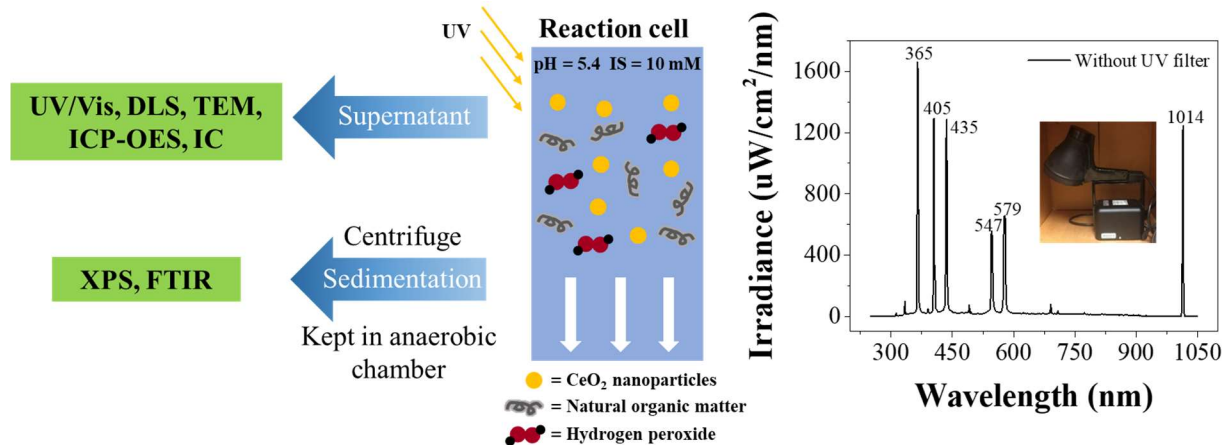 UV
Reaction cell
pH = 5.4 IS = 10 mM
UV/Vis, DLS, TEM,
ICP-OES, IC
Supernatant
Centrifuge
Sedimentation
XPS, FTIR
Kept in anaerobic
chamber
= CeO₂ nanoparticles
= Natural organic matter
= Hydrogen peroxide
Irradiance (uW/cm²/nm)
1600
1200
800
400
0
365
405
435
547
579
1014
Without UV filter
300
450
600
750
900
1050
Wavelength (nm)